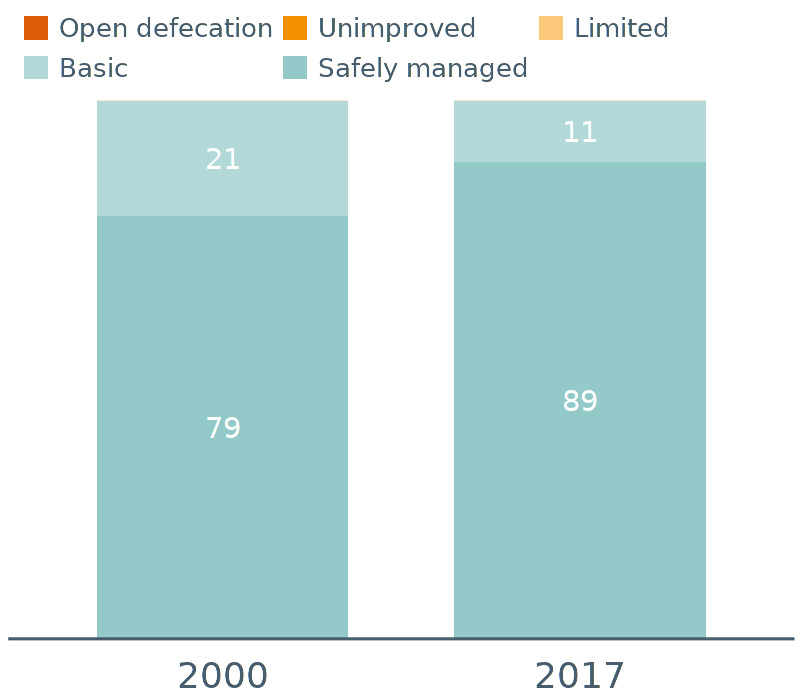 Open defecation Unimproved Limited
Basic Safely managed
21 11
79 89
2000 2017